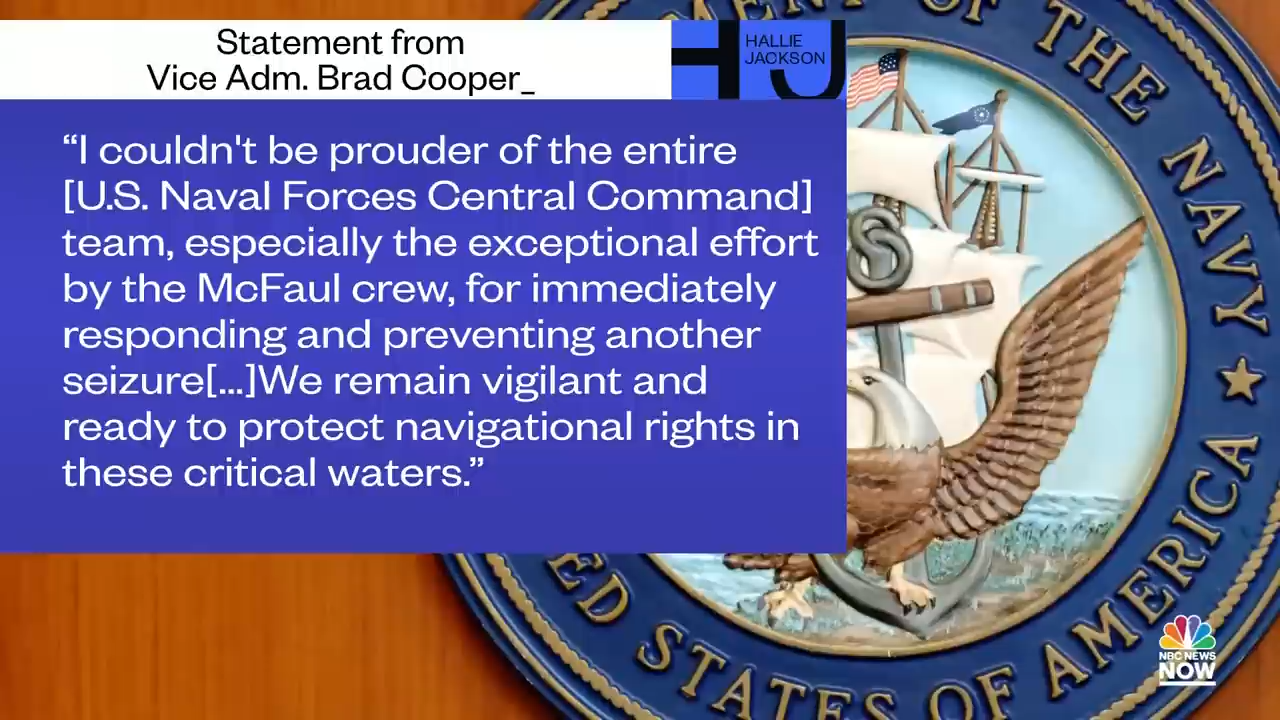 Statement from
Vice Adm. Brad Cooper_
HJ
HALLIE
JACKSON
“I couldn't be prouder of the entire
[U.S. Naval Forces Central Command]
team, especially the exceptional effort
by the McFaul crew, for immediately
responding and preventing another
seizure[...]We remain vigilant and
ready to protect navigational rights in
these critical waters.”
OF THE NAVY ★
STATES OF AMERICA
NBC NEWS
NOW